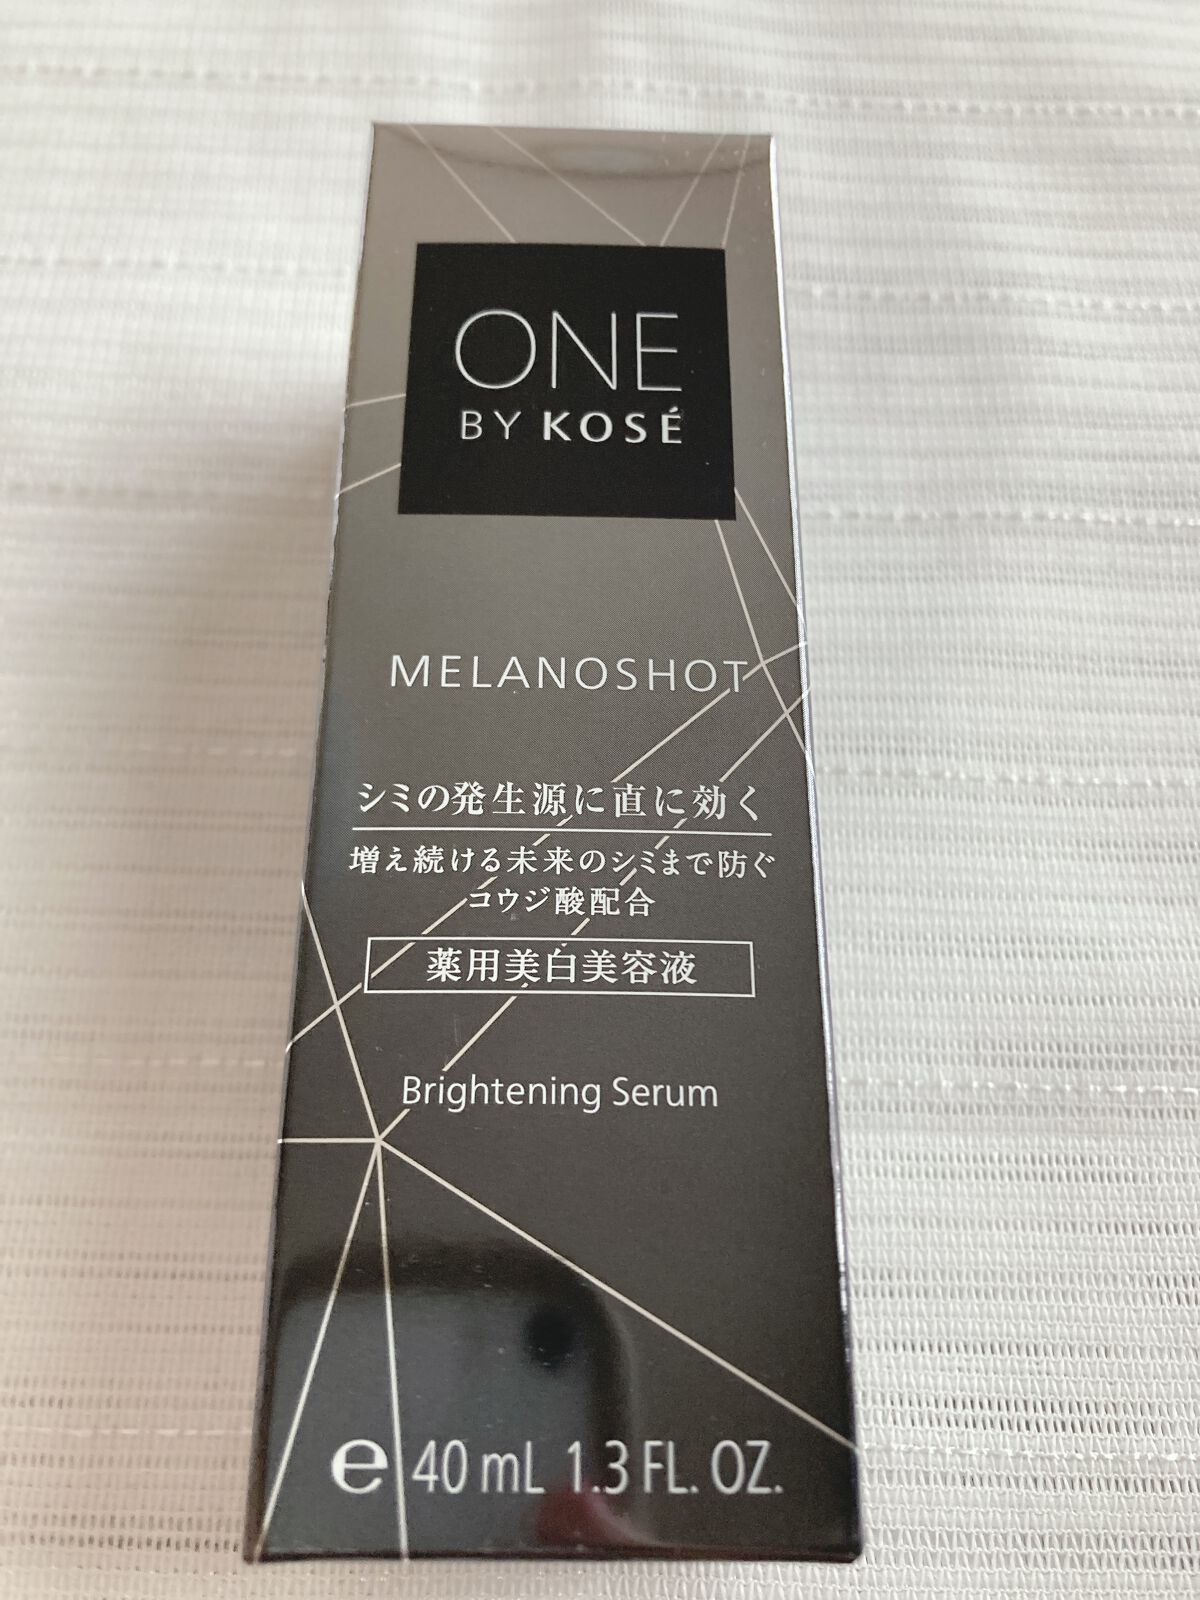 ONE
BY KOSÉ
MELANOSHOT
シミの発生源に直に効く
増え続ける未来のシミまで防ぐ
コウジ酸配合
薬用美白美容液
Brightening Serum
℮ 40 mL 1.3 FL. OZ.